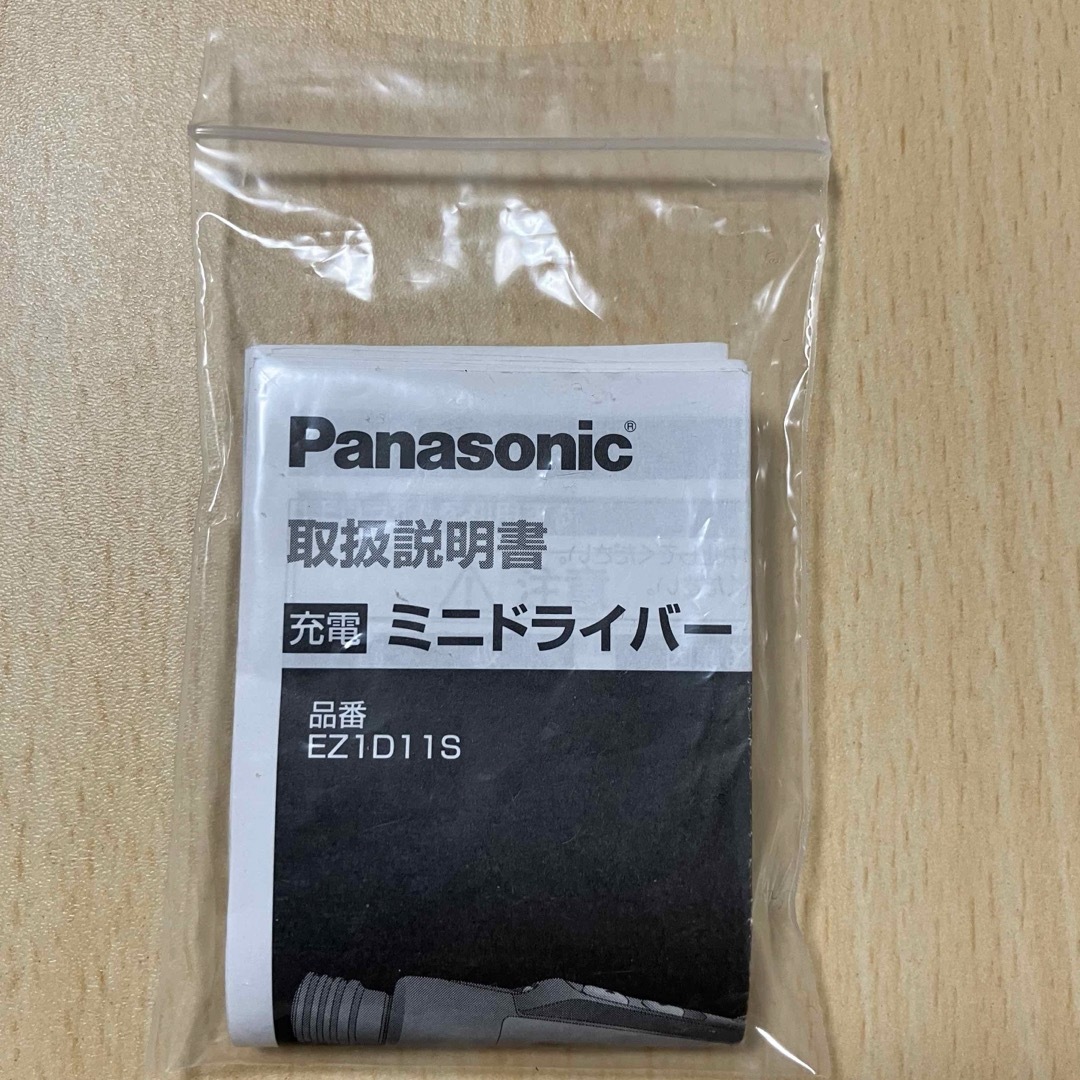 Panasonic®
取扱説明書
充電 ミニドライバー
品番
EZ1D11S